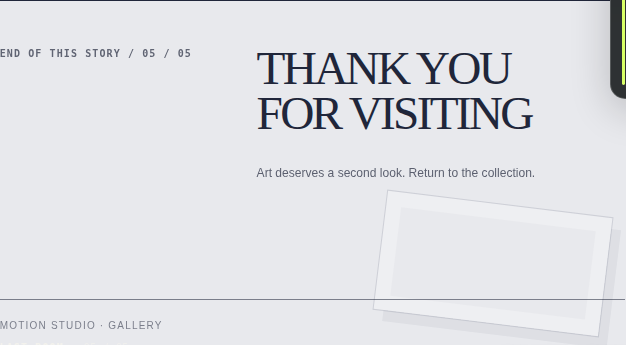 END OF THIS STORY / 05 / 05
THANK YOU
FOR VISITING
Art deserves a second look. Return to the collection.
MOTION STUDIO · GALLERY